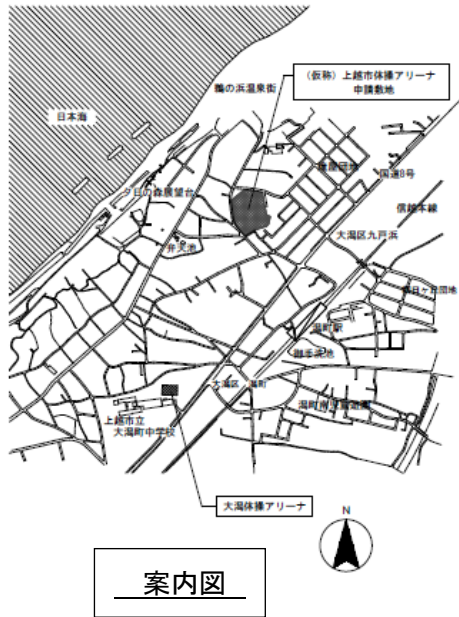 (仮称)上越市体操アリーナ
申請敷地
鵜の浜温泉街
日本海
国道8号
夕日の森展望台
信越本線
大潟区九戸浜
弁天池
潟町駅
御手洗池
大潟区 潟町
上越市立
大潟町中学校
大潟体操アリーナ
N
案内図